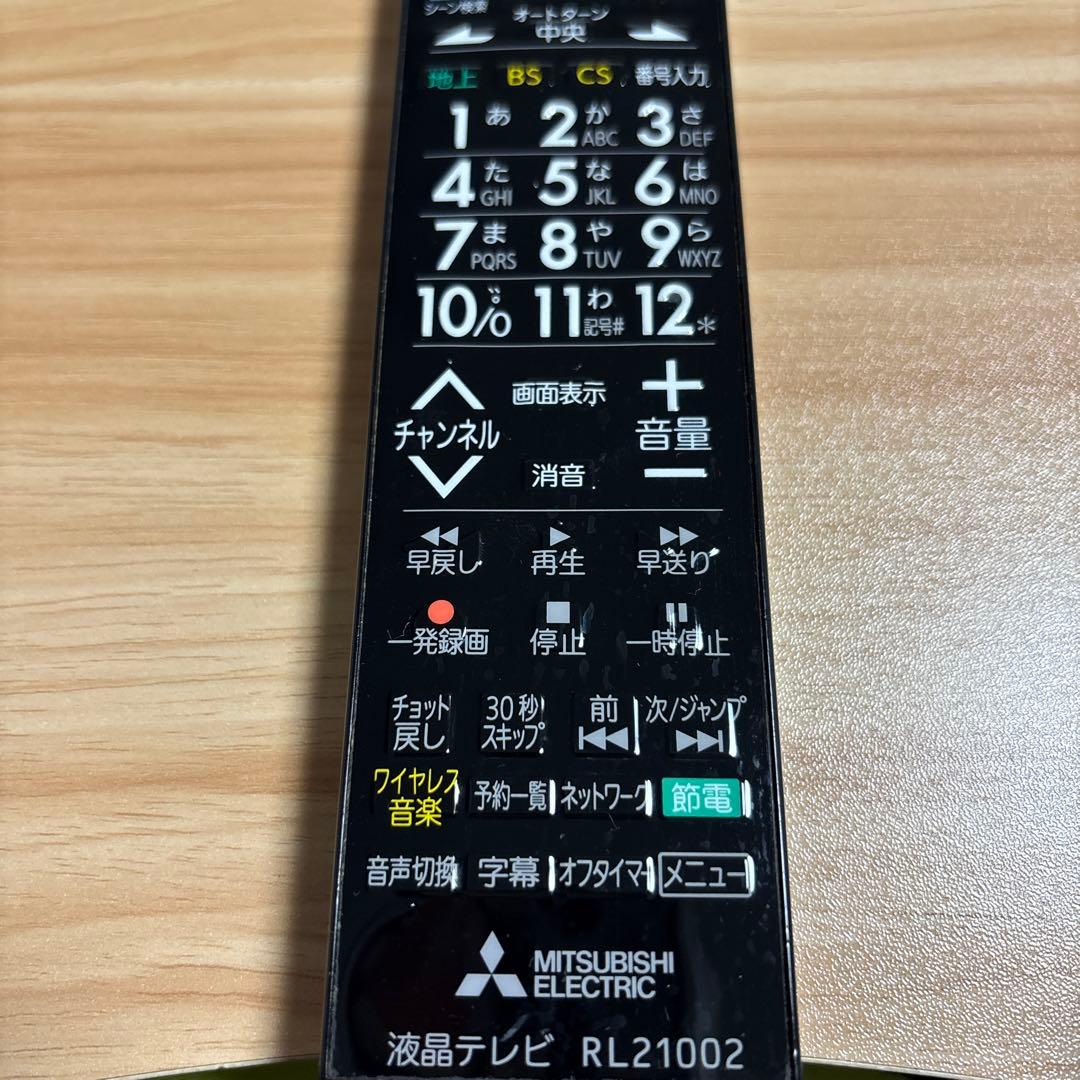 シーン検索
オートターン
中央
地上 BS CS 番号入力
1 あ 2 か ABC 3 さ DEF
4 た GHI 5 な JKL 6 は MNO
7 ま PQRS 8 や TUV 9 ら WXYZ
10/0 ゛゜ 11 わ 記号# 12 *
画面表示 +
チャンネル 音量
消音 −
早戻し 再生 早送り
一発録画 停止 一時停止
チョット 30秒 前 次/ジャンプ
戻し スキップ
ワイヤレス 予約一覧 ネットワーク 節電
音楽
音声切換 字幕 オフタイマー メニュー
MITSUBISHI
ELECTRIC
液晶テレビ RL21002